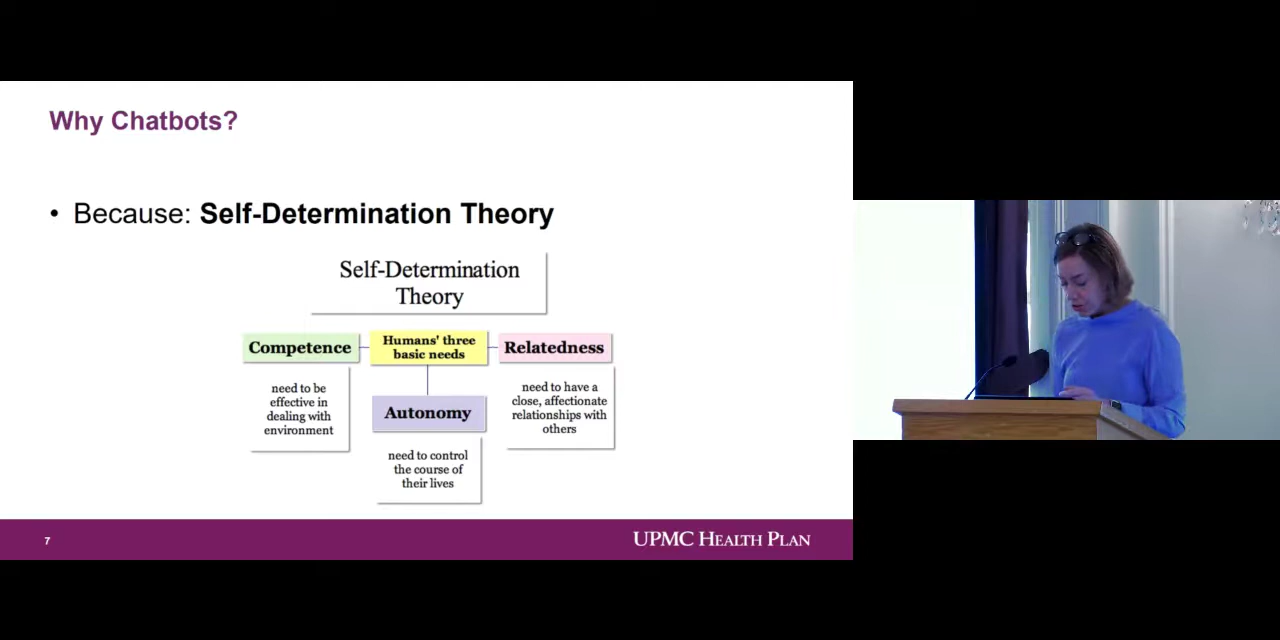 Why Chatbots?
• Because: Self-Determination Theory
Self-Determination
Theory
Competence
Humans' three
basic needs
Relatedness
need to be
effective in
dealing with
environment
Autonomy
need to control
the course of
their lives
need to have a
close, affectionate
relationships with
others
7
UPMC HEALTH PLAN